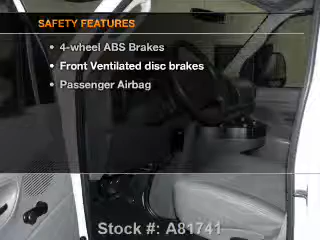 SAFETY FEATURES
• 4-wheel ABS Brakes
• Front Ventilated disc brakes
• Passenger Airbag
Stock #: A81741